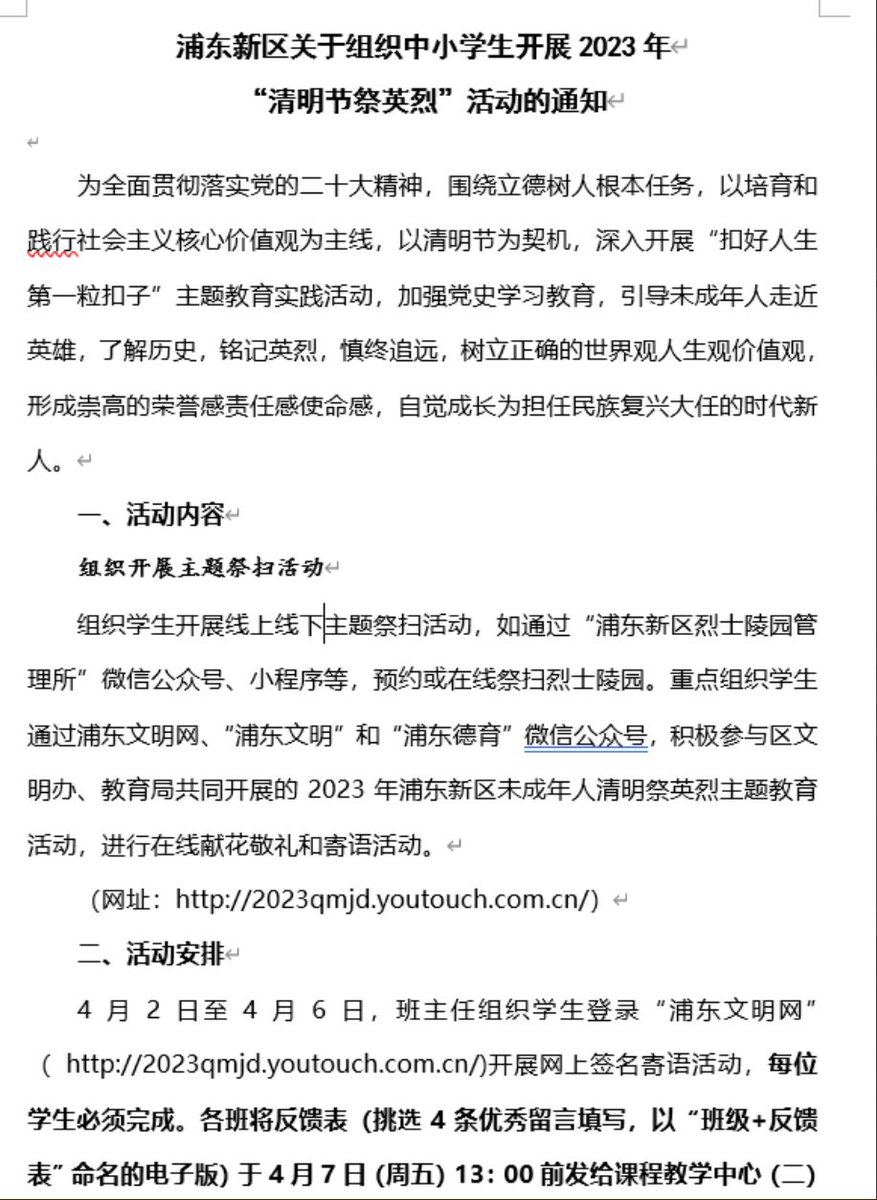 浦东新区关于组织中小学生开展 2023 年
“清明节祭英烈”活动的通知
为全面贯彻落实党的二十大精神，围绕立德树人根本任务，以培育和
践行社会主义核心价值观为主线，以清明节为契机，深入开展“扣好人生
第一粒扣子”主题教育实践活动，加强党史学习教育，引导未成年人走近
英雄，了解历史，铭记英烈，慎终追远，树立正确的世界观人生观价值观，
形成崇高的荣誉感责任感使命感，自觉成长为担任民族复兴大任的时代新
人。
一、活动内容
组织开展主题祭扫活动
组织学生开展线上线下主题祭扫活动，如通过“浦东新区烈士陵园管
理所”微信公众号、小程序等，预约或在线祭扫烈士陵园。重点组织学生
通过浦东文明网、“浦东文明”和“浦东德育”微信公众号，积极参与区文
明办、教育局共同开展的 2023 年浦东新区未成年人清明祭英烈主题教育
活动，进行在线献花敬礼和寄语活动。
（网址：http://2023qmjd.youtouch.com.cn/）
二、活动安排
4 月 2 日至 4 月 6 日，班主任组织学生登录“浦东文明网”
（ http://2023qmjd.youtouch.com.cn/)开展网上签名寄语活动，每位
学生必须完成。各班将反馈表 (挑选 4 条优秀留言填写，以“班级+反馈
表”命名的电子版) 于 4 月 7 日 (周五) 13：00 前发给课程教学中心 (二)